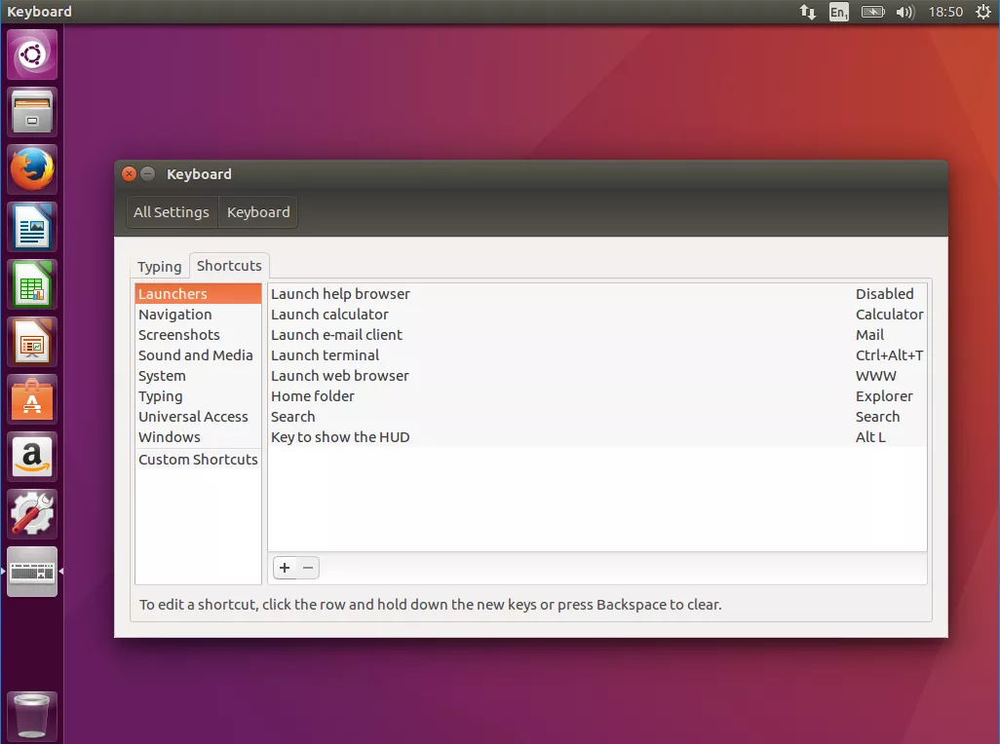 Keyboard
En1
18:50
Keyboard
All Settings Keyboard
Typing Shortcuts
Launchers
Navigation
Screenshots
Sound and Media
System
Typing
Universal Access
Windows
Custom Shortcuts
Launch help browser Disabled
Launch calculator Calculator
Launch e-mail client Mail
Launch terminal Ctrl+Alt+T
Launch web browser WWW
Home folder Explorer
Search Search
Key to show the HUD Alt L
+ −
To edit a shortcut, click the row and hold down the new keys or press Backspace to clear.
A
a